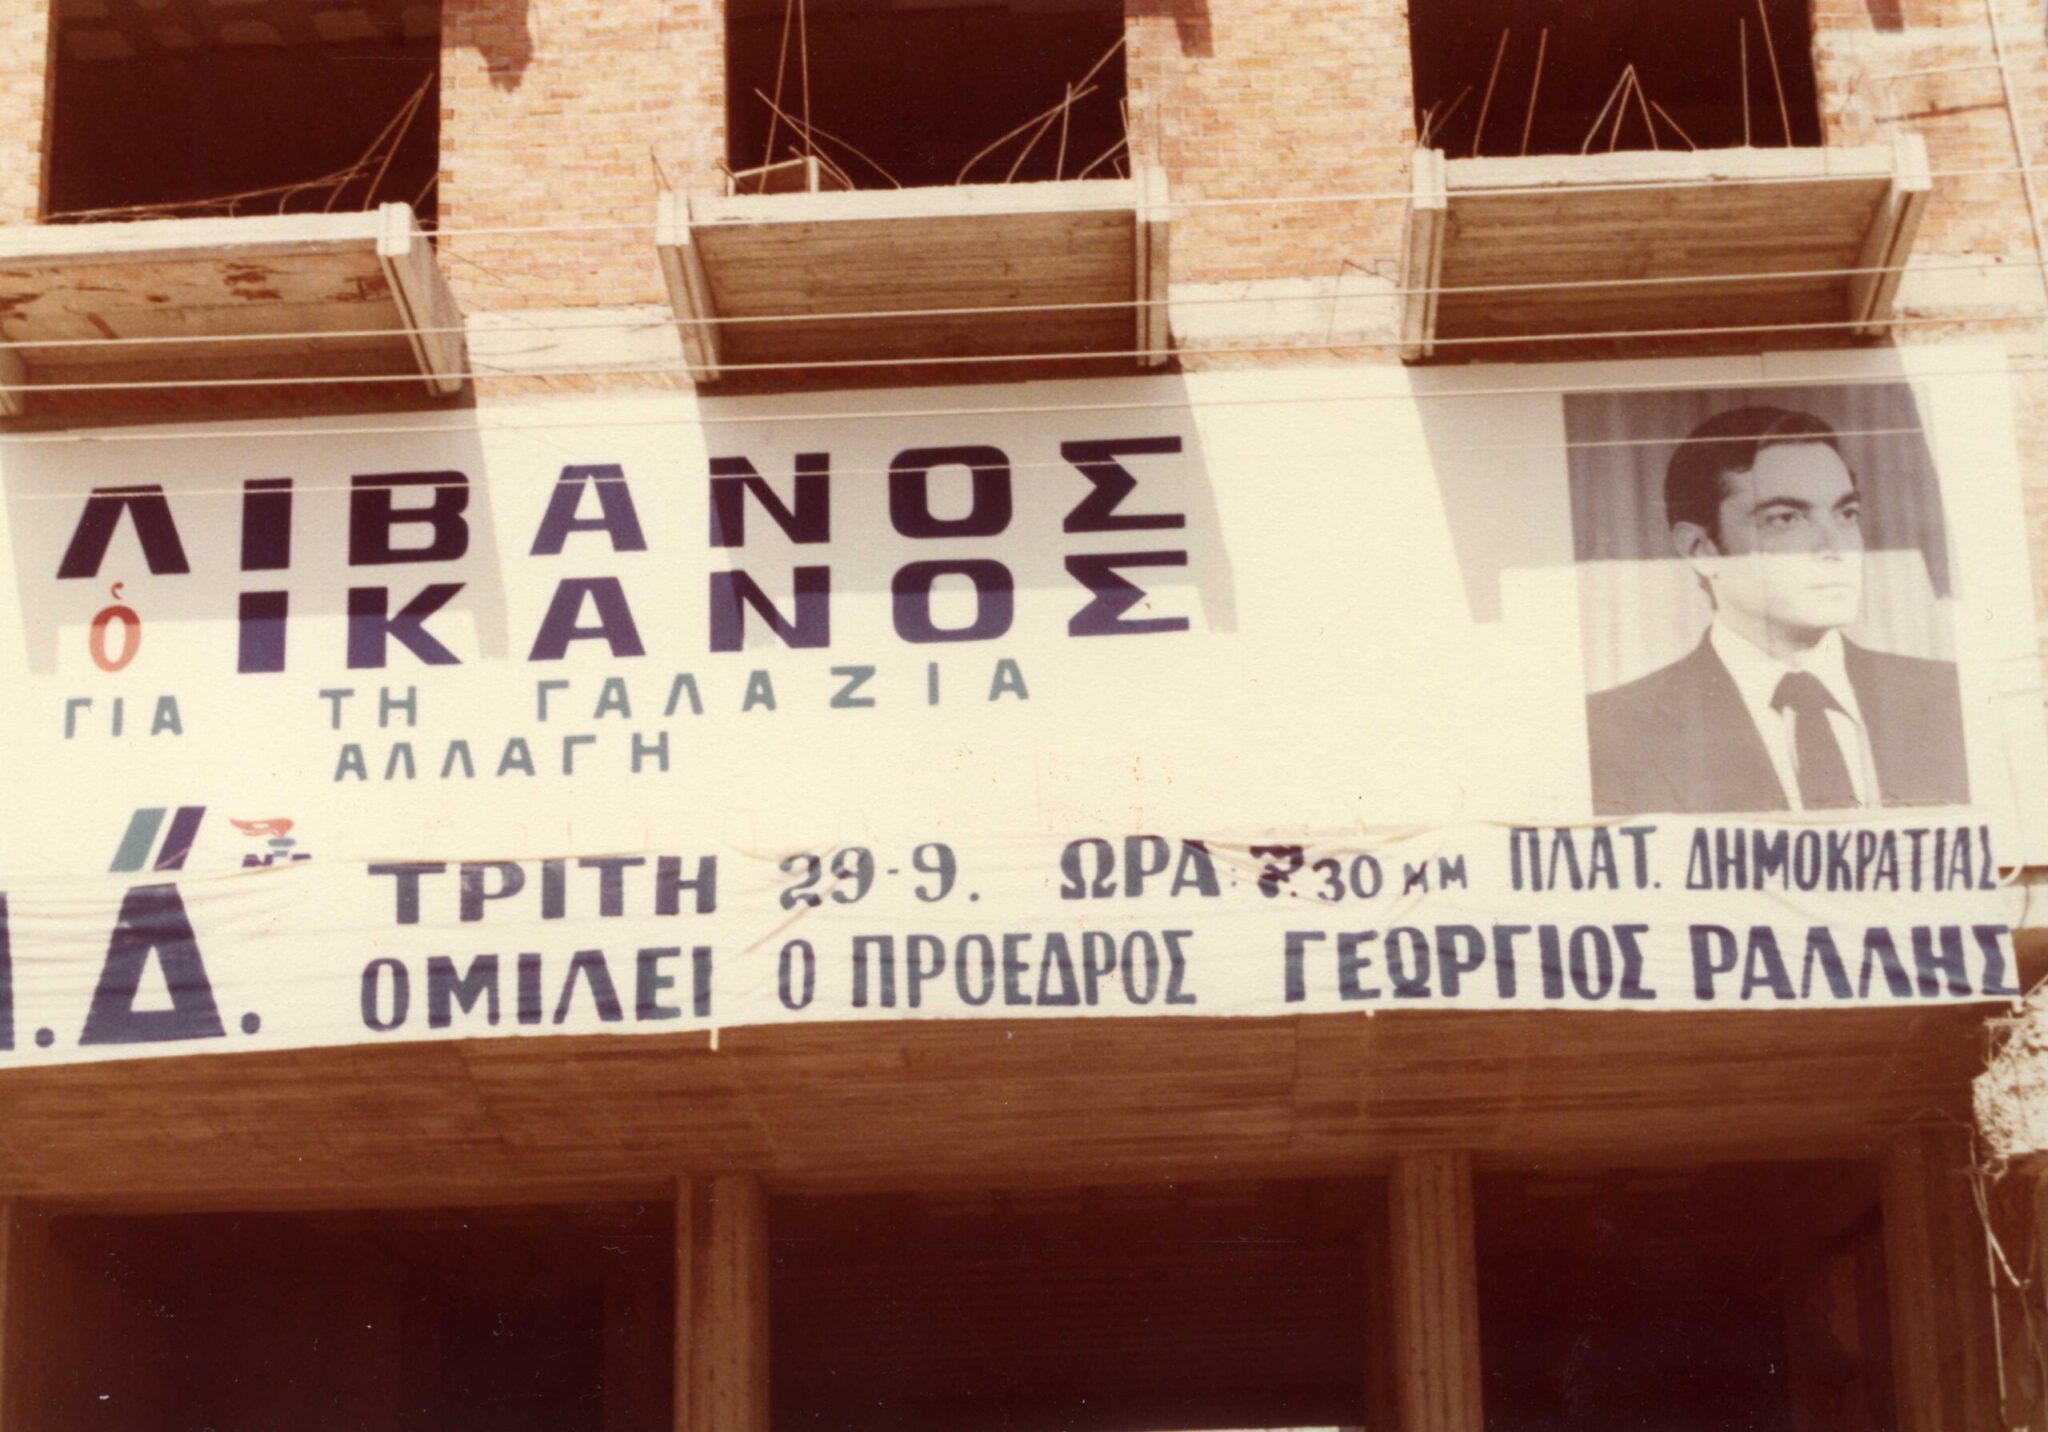 ΛΙΒΑΝΟΣ
ὁ ΙΚΑΝΟΣ
ΓΙΑ ΤΗ ΓΑΛΑΖΙΑ
ΑΛΛΑΓΗ
.Δ.
ΤΡΙΤΗ 29-9. ΩΡΑ: 7.30 ΜΜ ΠΛΑΤ. ΔΗΜΟΚΡΑΤΙΑΣ
ΟΜΙΛΕΙ Ο ΠΡΟΕΔΡΟΣ ΓΕΩΡΓΙΟΣ ΡΑΛΛΗΣ